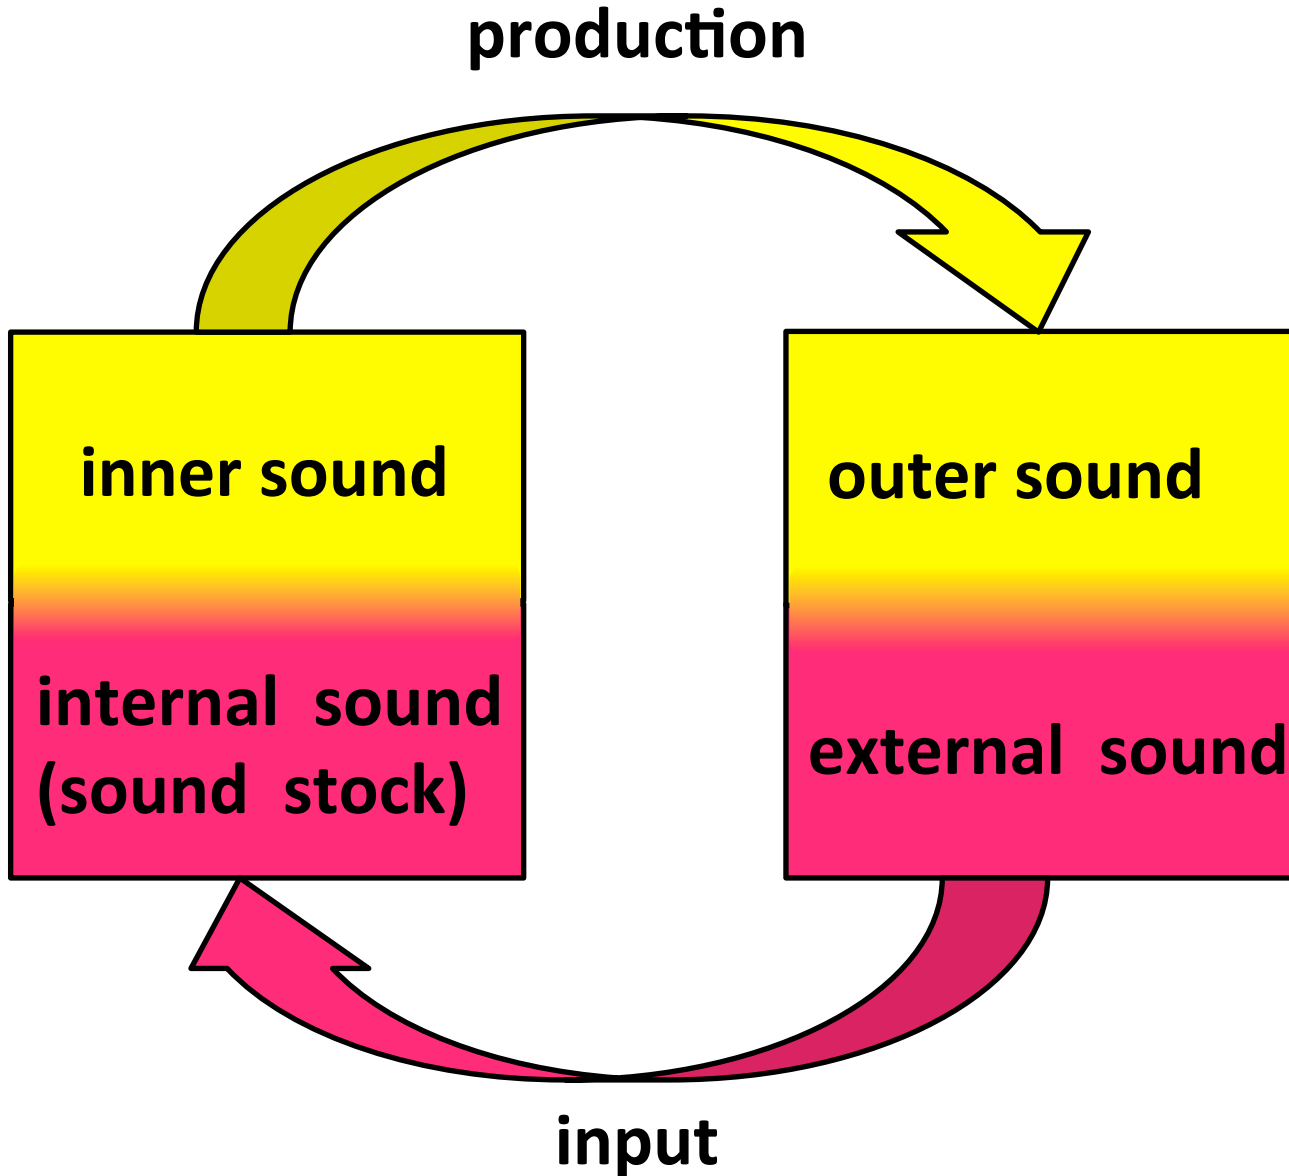 production
inner sound
outer sound
internal sound
(sound stock)
external sound
input